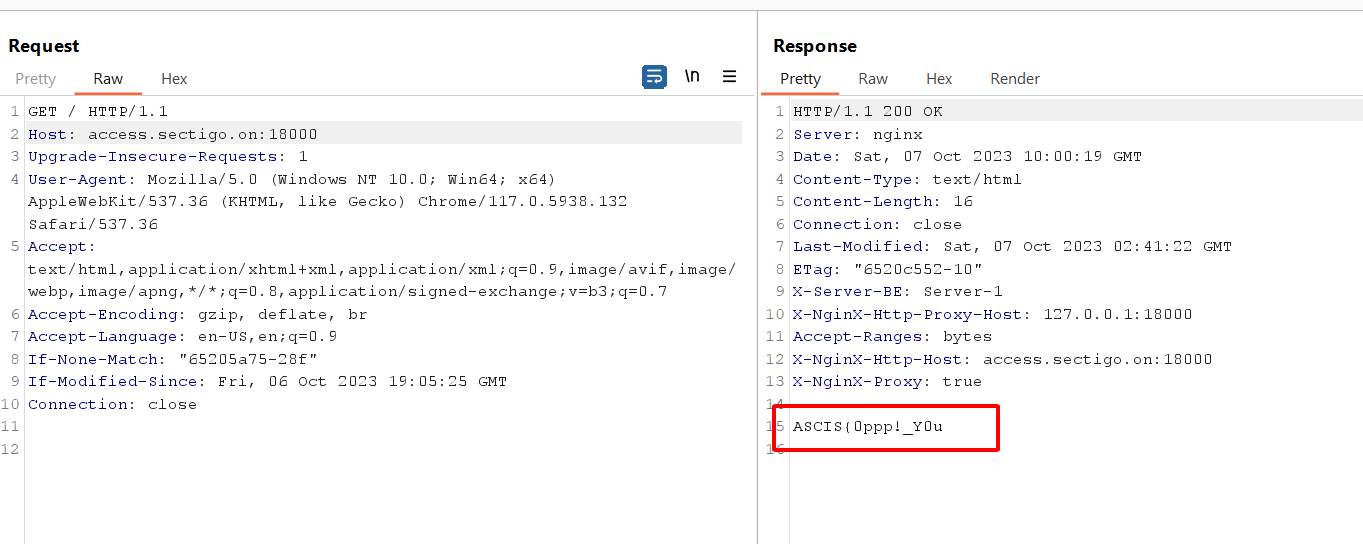 Request
Pretty Raw Hex \n
1 GET / HTTP/1.1
2 Host: access.sectigo.on:18000
3 Upgrade-Insecure-Requests: 1
4 User-Agent: Mozilla/5.0 (Windows NT 10.0; Win64; x64)
AppleWebKit/537.36 (KHTML, like Gecko) Chrome/117.0.5938.132
Safari/537.36
5 Accept:
text/html,application/xhtml+xml,application/xml;q=0.9,image/avif,image/
webp,image/apng,*/*;q=0.8,application/signed-exchange;v=b3;q=0.7
6 Accept-Encoding: gzip, deflate, br
7 Accept-Language: en-US,en;q=0.9
8 If-None-Match: "65205a75-28f"
9 If-Modified-Since: Fri, 06 Oct 2023 19:05:25 GMT
10 Connection: close
11
12
Response
Pretty Raw Hex Render
1 HTTP/1.1 200 OK
2 Server: nginx
3 Date: Sat, 07 Oct 2023 10:00:19 GMT
4 Content-Type: text/html
5 Content-Length: 16
6 Connection: close
7 Last-Modified: Sat, 07 Oct 2023 02:41:22 GMT
8 ETag: "6520c552-10"
9 X-Server-BE: Server-1
10 X-NginX-Http-Proxy-Host: 127.0.0.1:18000
11 Accept-Ranges: bytes
12 X-NginX-Http-Host: access.sectigo.on:18000
13 X-NginX-Proxy: true
14
15 ASCIS{0ppp!_Y0u
16